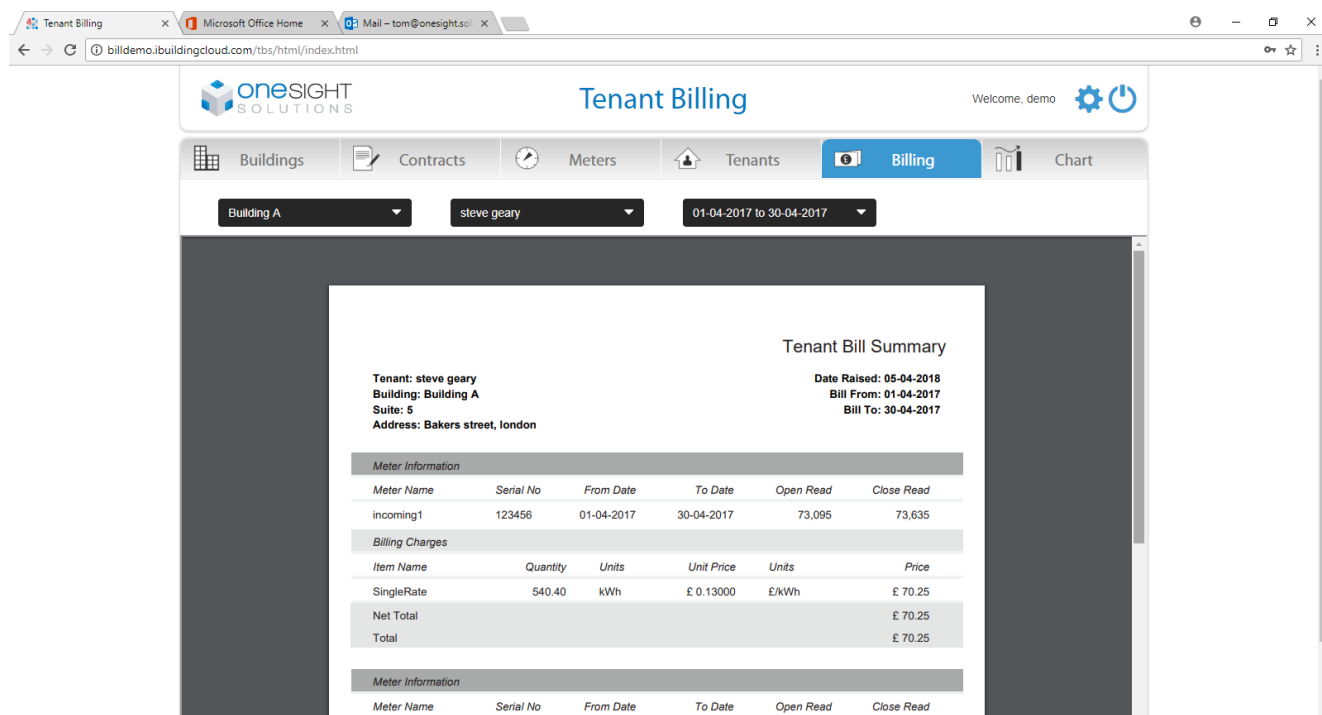 Tenant Billing
Microsoft Office Home
Mail – tom@onesight.sol
billdemo.ibuildingcloud.com/tbs/html/index.html
oneSIGHT
SOLUTIONS
Tenant Billing
Welcome, demo
Buildings Contracts Meters Tenants Billing Chart
Building A steve geary 01-04-2017 to 30-04-2017
Tenant Bill Summary
Tenant: steve geary Date Raised: 05-04-2018
Building: Building A Bill From: 01-04-2017
Suite: 5 Bill To: 30-04-2017
Address: Bakers street, london
Meter Information
Meter Name Serial No From Date To Date Open Read Close Read
incoming1 123456 01-04-2017 30-04-2017 73,095 73,635
Billing Charges
Item Name Quantity Units Unit Price Units Price
SingleRate 540.40 kWh £ 0.13000 £/kWh £ 70.25
Net Total £ 70.25
Total £ 70.25
Meter Information
Meter Name Serial No From Date To Date Open Read Close Read